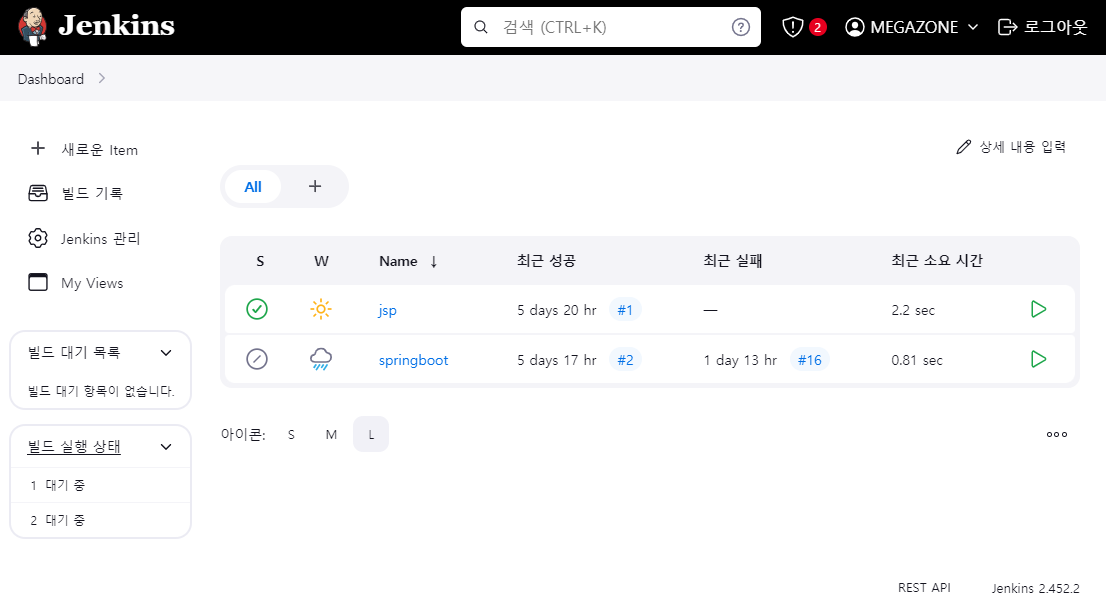 Jenkins 검색 (CTRL+K) 2 MEGAZONE 로그아웃
Dashboard
새로운 Item
빌드 기록
Jenkins 관리
My Views
빌드 대기 목록
빌드 대기 항목이 없습니다.
빌드 실행 상태
1 대기 중
2 대기 중
상세 내용 입력
All +
S W Name ↓ 최근 성공 최근 실패 최근 소요 시간
jsp 5 days 20 hr #1 — 2.2 sec
springboot 5 days 17 hr #2 1 day 13 hr #16 0.81 sec
아이콘: S M L
REST API Jenkins 2.452.2